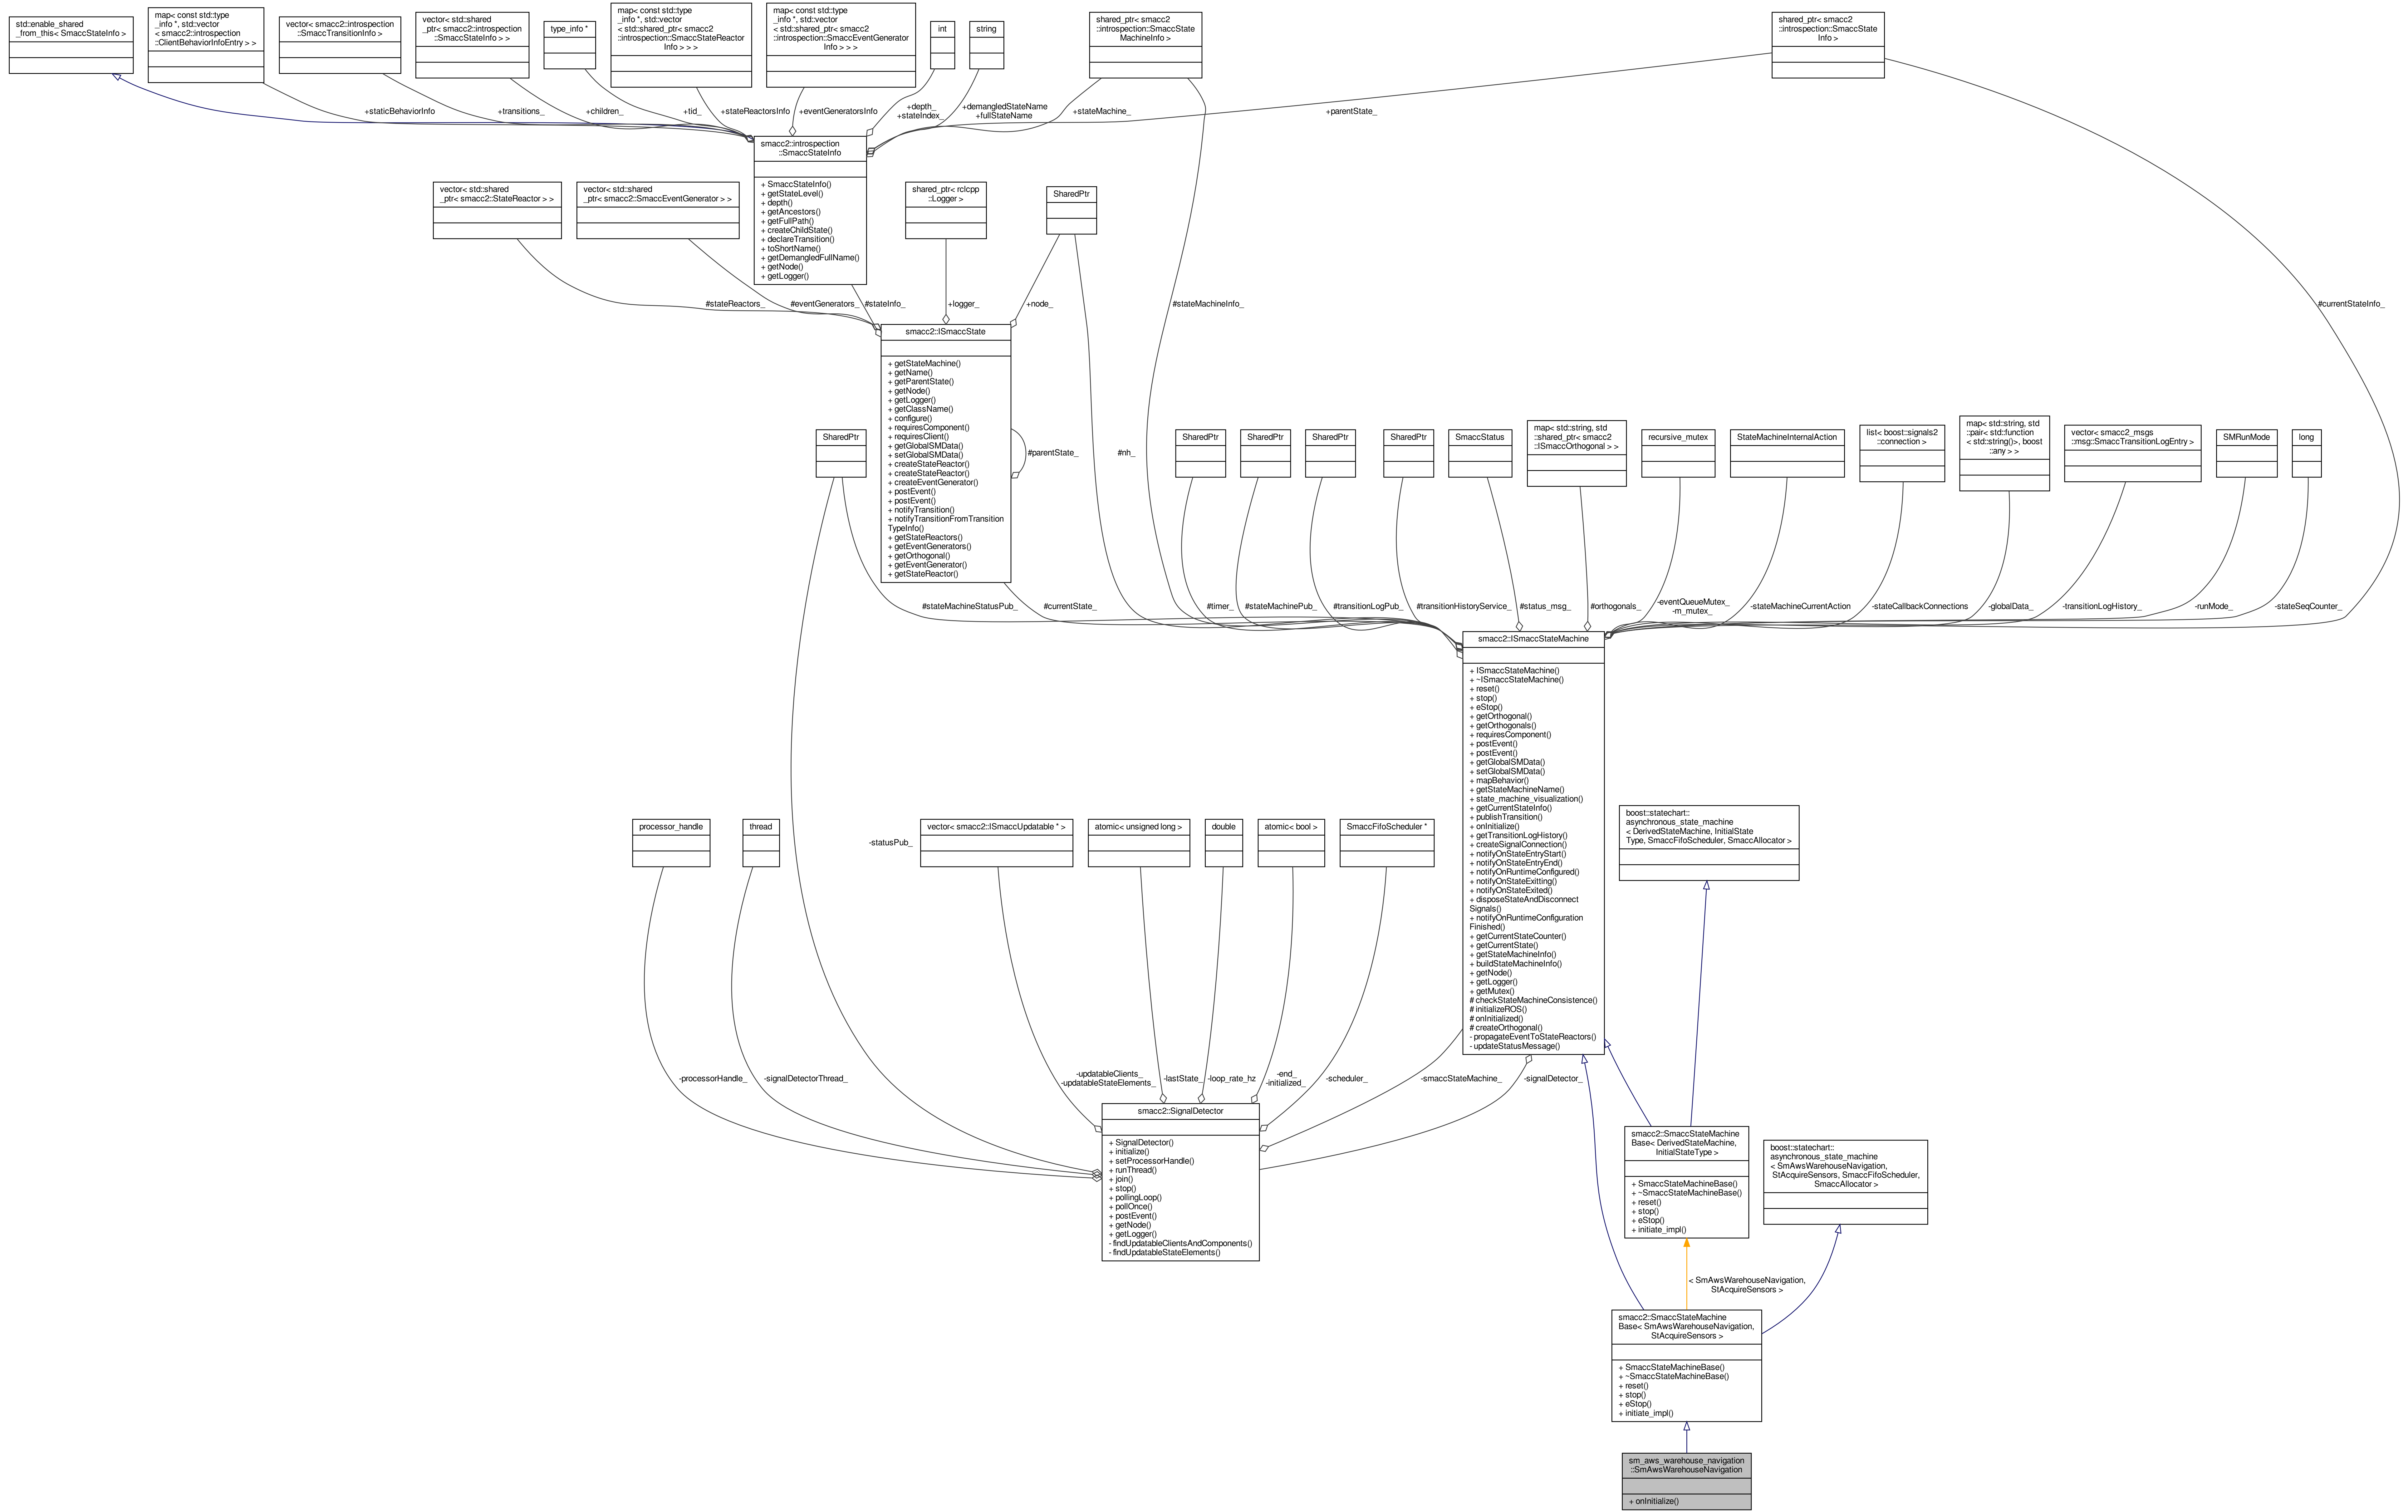 std::enable_shared
_from_this< SmaccStateInfo >
map< const std::type
_info *, std::vector
< smacc2::introspection
::ClientBehaviorInfoEntry > >
vector< smacc2::introspection
::SmaccTransitionInfo >
vector< std::shared
_ptr< smacc2::introspection
::SmaccStateInfo > >
type_info *
map< const std::type
_info *, std::vector
< std::shared_ptr< smacc2
::introspection::SmaccStateReactor
Info > > >
map< const std::type
_info *, std::vector
< std::shared_ptr< smacc2
::introspection::SmaccEventGenerator
Info > > >
int
string
shared_ptr< smacc2
::introspection::SmaccState
MachineInfo >
shared_ptr< smacc2
::introspection::SmaccState
Info >
+staticBehaviorInfo
+transitions_
+children_
+tid_
+stateReactorsInfo
+eventGeneratorsInfo
+depth_
+stateIndex_
+demangledStateName
+fullStateName
+stateMachine_
+parentState_
smacc2::introspection
::SmaccStateInfo
+ SmaccStateInfo()
+ getStateLevel()
+ depth()
+ getAncestors()
+ getFullPath()
+ createChildState()
+ declareTransition()
+ toShortName()
+ getDemangledFullName()
+ getNode()
+ getLogger()
vector< std::shared
_ptr< smacc2::StateReactor > >
vector< std::shared
_ptr< smacc2::SmaccEventGenerator > >
shared_ptr< rclcpp
::Logger >
SharedPtr
#stateReactors_
#eventGenerators_
#stateInfo_
+logger_
+node_
#stateMachineInfo_
#currentStateInfo_
smacc2::ISmaccState
+ getStateMachine()
+ getName()
+ getParentState()
+ getNode()
+ getLogger()
+ getClassName()
+ configure()
+ requiresComponent()
+ requiresClient()
+ getGlobalSMData()
+ setGlobalSMData()
+ createStateReactor()
+ createStateReactor()
+ createEventGenerator()
+ postEvent()
+ postEvent()
+ notifyTransition()
+ notifyTransitionFromTransition
TypeInfo()
+ getStateReactors()
+ getEventGenerators()
+ getOrthogonal()
+ getEventGenerator()
+ getStateReactor()
#parentState_
#nh_
SharedPtr
SharedPtr
SharedPtr
SharedPtr
SharedPtr
SmaccStatus
map< std::string, std
::shared_ptr< smacc2
::ISmaccOrthogonal > >
recursive_mutex
StateMachineInternalAction
list< boost::signals2
::connection >
map< std::string, std
::pair< std::function
< std::string()>, boost
::any > >
vector< smacc2_msgs
::msg::SmaccTransitionLogEntry >
SMRunMode
long
#stateMachineStatusPub_
#currentState_
#timer_
#stateMachinePub_
#transitionLogPub_
#transitionHistoryService_
#status_msg_
#orthogonals_
-eventQueueMutex_
-m_mutex_
-stateMachineCurrentAction
-stateCallbackConnections
-globalData_
-transitionLogHistory_
-runMode_
-stateSeqCounter_
smacc2::ISmaccStateMachine
+ ISmaccStateMachine()
+ ~ISmaccStateMachine()
+ reset()
+ stop()
+ eStop()
+ getOrthogonal()
+ getOrthogonals()
+ requiresComponent()
+ postEvent()
+ postEvent()
+ getGlobalSMData()
+ setGlobalSMData()
+ mapBehavior()
+ getStateMachineName()
+ state_machine_visualization()
+ getCurrentStateInfo()
+ publishTransition()
+ onInitialize()
+ getTransitionLogHistory()
+ createSignalConnection()
+ notifyOnStateEntryStart()
+ notifyOnStateEntryEnd()
+ notifyOnRuntimeConfigured()
+ notifyOnStateExitting()
+ notifyOnStateExited()
+ disposeStateAndDisconnect
Signals()
+ notifyOnRuntimeConfiguration
Finished()
+ getCurrentStateCounter()
+ getCurrentState()
+ getStateMachineInfo()
+ buildStateMachineInfo()
+ getNode()
+ getLogger()
+ getMutex()
# checkStateMachineConsistence()
# initializeROS()
# onInitialized()
# createOrthogonal()
- propagateEventToStateReactors()
- updateStatusMessage()
processor_handle
thread
-statusPub_
vector< smacc2::ISmaccUpdatable * >
atomic< unsigned long >
double
atomic< bool >
SmaccFifoScheduler *
boost::statechart::
asynchronous_state_machine
< DerivedStateMachine, InitialState
Type, SmaccFifoScheduler, SmaccAllocator >
-processorHandle_
-signalDetectorThread_
-updatableClients_
-updatableStateElements_
-lastState_
-loop_rate_hz
-end_
-initialized_
-scheduler_
-smaccStateMachine_
-signalDetector_
smacc2::SignalDetector
+ SignalDetector()
+ initialize()
+ setProcessorHandle()
+ runThread()
+ join()
+ stop()
+ pollingLoop()
+ pollOnce()
+ postEvent()
+ getNode()
+ getLogger()
- findUpdatableClientsAndComponents()
- findUpdatableStateElements()
smacc2::SmaccStateMachine
Base< DerivedStateMachine,
InitialStateType >
+ SmaccStateMachineBase()
+ ~SmaccStateMachineBase()
+ reset()
+ stop()
+ eStop()
+ initiate_impl()
boost::statechart::
asynchronous_state_machine
< SmAwsWarehouseNavigation,
StAcquireSensors, SmaccFifoScheduler,
SmaccAllocator >
< SmAwsWarehouseNavigation,
StAcquireSensors >
smacc2::SmaccStateMachine
Base< SmAwsWarehouseNavigation,
StAcquireSensors >
+ SmaccStateMachineBase()
+ ~SmaccStateMachineBase()
+ reset()
+ stop()
+ eStop()
+ initiate_impl()
sm_aws_warehouse_navigation
::SmAwsWarehouseNavigation
+ onInitialize()